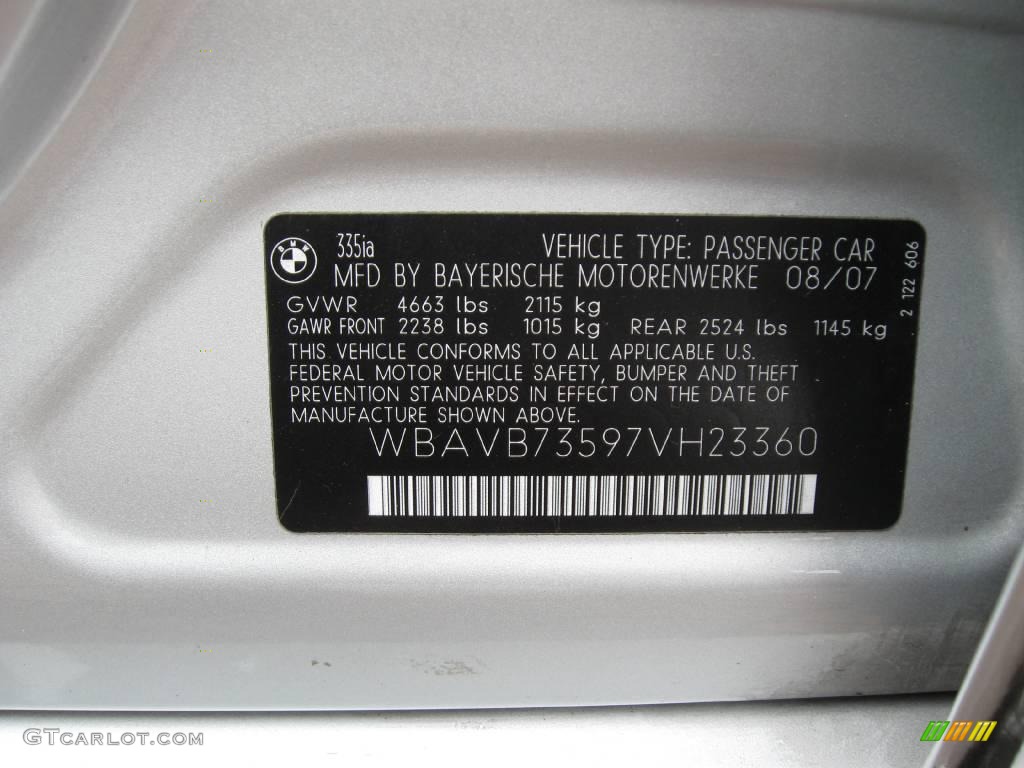 BMW
335ia VEHICLE TYPE: PASSENGER CAR
MFD BY BAYERISCHE MOTORENWERKE 08/07
GVWR 4663 lbs 2115 kg
GAWR FRONT 2238 lbs 1015 kg REAR 2524 lbs 1145 kg
THIS VEHICLE CONFORMS TO ALL APPLICABLE U.S.
FEDERAL MOTOR VEHICLE SAFETY, BUMPER AND THEFT
PREVENTION STANDARDS IN EFFECT ON THE DATE OF
MANUFACTURE SHOWN ABOVE.
WBAVB73597VH23360
2 122 606
GTCARLOT.COM